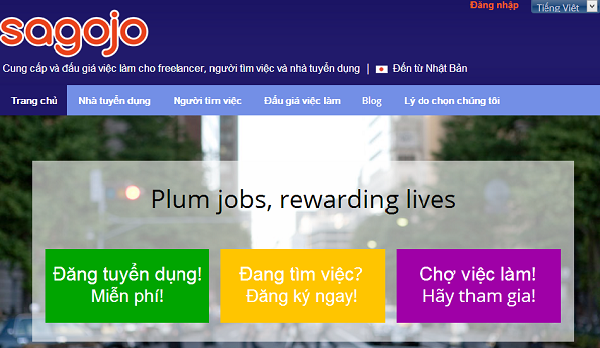 Đăng nhập
Tiếng Việt
sagojo
Cung cấp và đấu giá việc làm cho freelancer, người tìm việc và nhà tuyển dụng | Đến từ Nhật Bản
Trang chủ Nhà tuyển dụng Người tìm việc Đấu giá việc làm Blog Lý do chọn chúng tôi
Plum jobs, rewarding lives
Đăng tuyển dụng!
Miễn phí!
Đang tìm việc?
Đăng ký ngay!
Chợ việc làm!
Hãy tham gia!